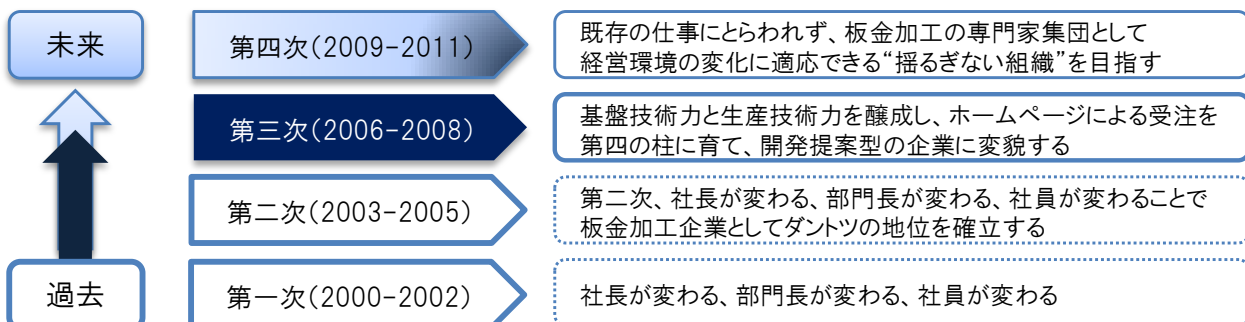 未来
第四次(2009-2011)
既存の仕事にとらわれず、板金加工の専門家集団として
経営環境の変化に適応できる“揺るぎない組織”を目指す
第三次(2006-2008)
基盤技術力と生産技術力を醸成し、ホームページによる受注を
第四の柱に育て、開発提案型の企業に変貌する
第二次(2003-2005)
第二次、社長が変わる、部門長が変わる、社員が変わることで
板金加工企業としてダントツの地位を確立する
過去
第一次(2000-2002)
社長が変わる、部門長が変わる、社員が変わる